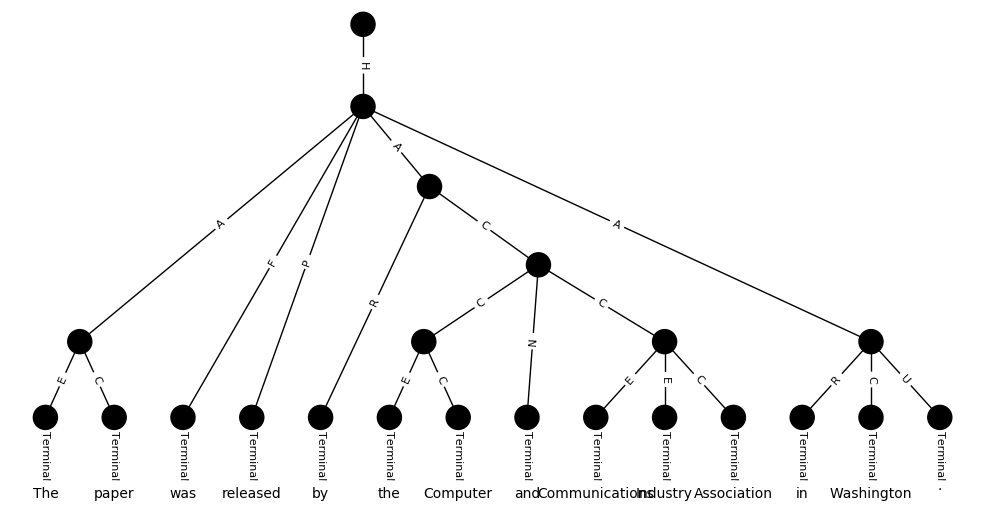 H
A
A
F
P
A
C
R
C
N
C
E
C
E
C
E
E
C
R
C
U
Terminal Terminal Terminal Terminal Terminal Terminal Terminal Terminal Terminal Terminal Terminal Terminal Terminal Terminal
The paper was released by the Computer and Communications Industry Association in Washington .